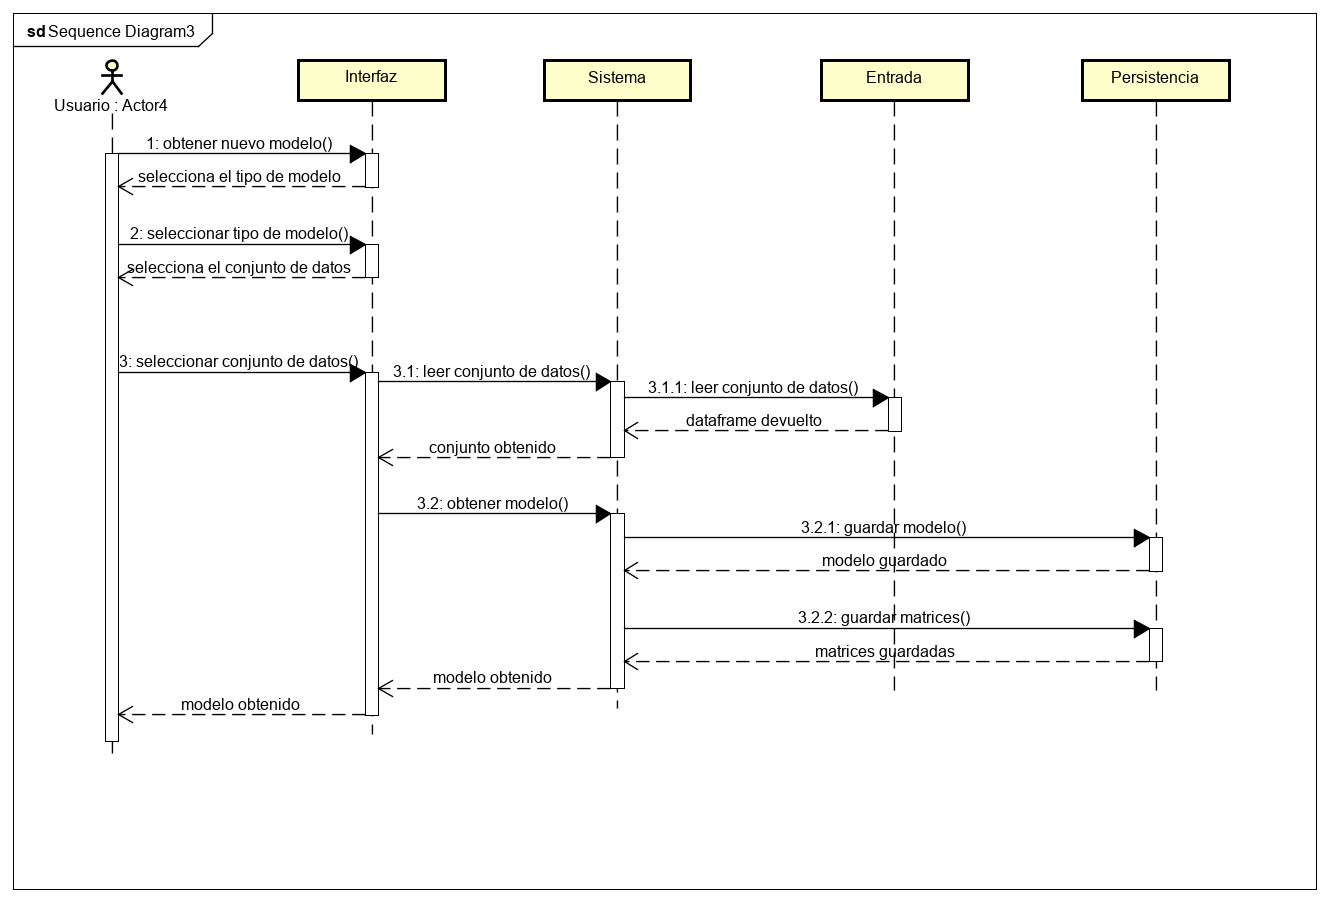 sd Sequence Diagram3
Usuario : Actor4
Interfaz
Sistema
Entrada
Persistencia
1: obtener nuevo modelo()
selecciona el tipo de modelo
2: seleccionar tipo de modelo()
selecciona el conjunto de datos
3: seleccionar conjunto de datos()
3.1: leer conjunto de datos()
3.1.1: leer conjunto de datos()
dataframe devuelto
conjunto obtenido
3.2: obtener modelo()
3.2.1: guardar modelo()
modelo guardado
3.2.2: guardar matrices()
matrices guardadas
modelo obtenido
modelo obtenido